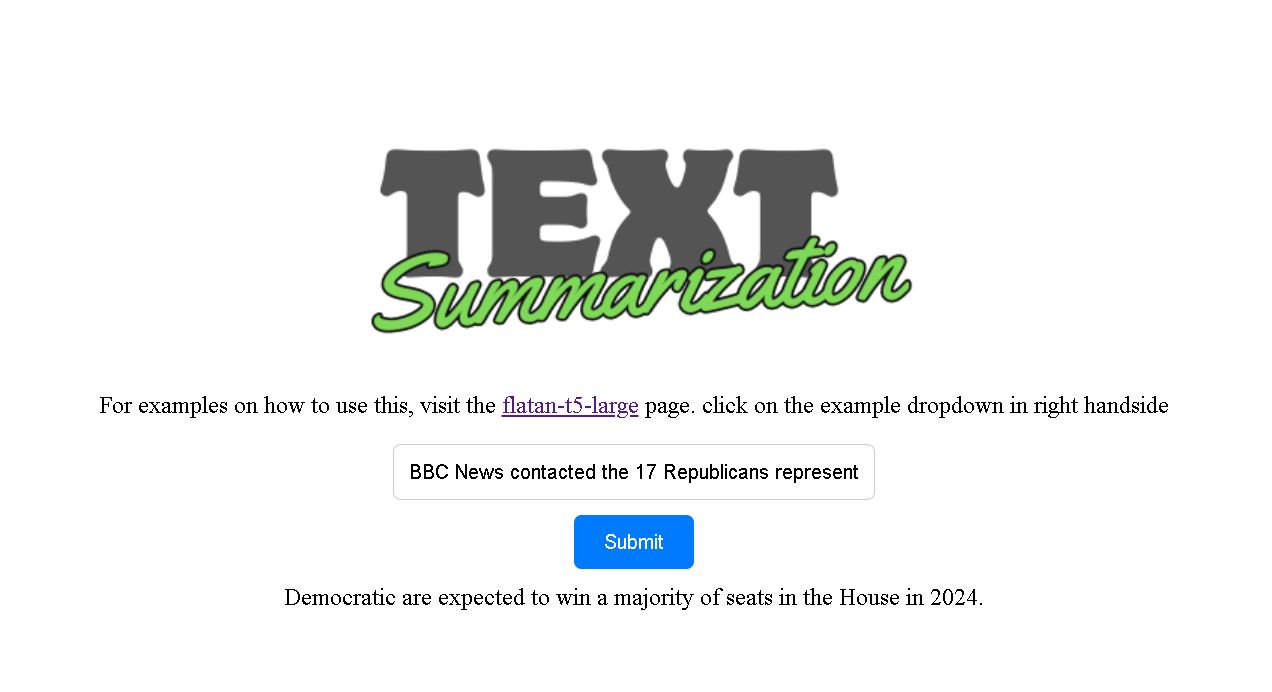 TEXT
Summarization
For examples on how to use this, visit the flatan-t5-large page. click on the example dropdown in right handside
BBC News contacted the 17 Republicans represent
Submit
Democratic are expected to win a majority of seats in the House in 2024.